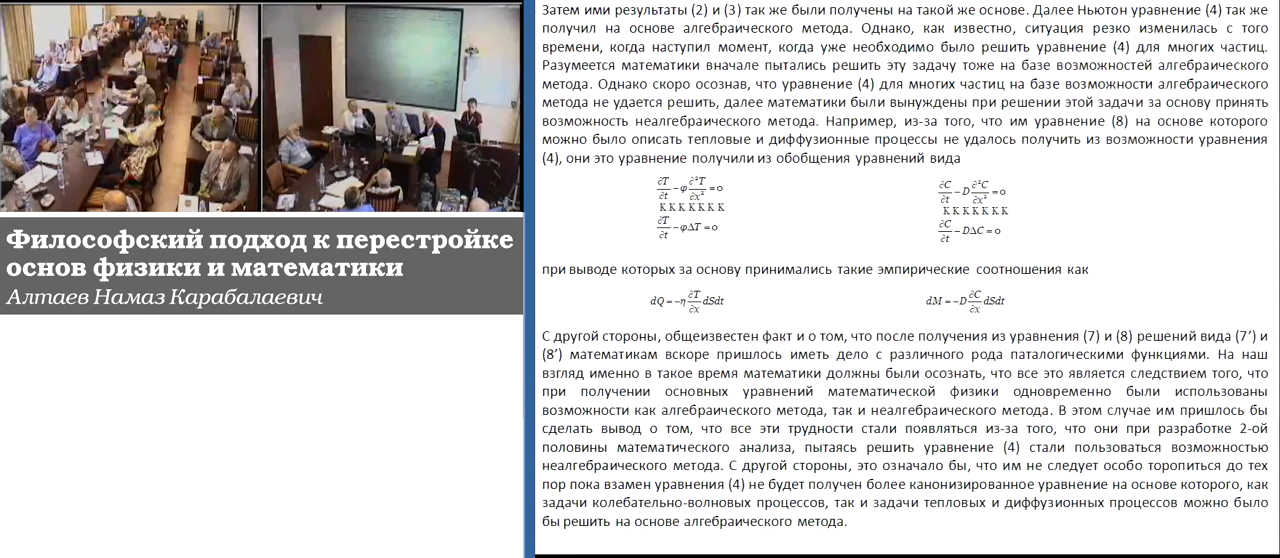 Философский подход к перестройке
основ физики и математики
Алтаев Намаз Карабалаевич
Затем ими результаты (2) и (3) так же были получены на такой же основе. Далее Ньютон уравнение (4) так же
получил на основе алгебраического метода. Однако, как известно, ситуация резко изменилась с того
времени, когда наступил момент, когда уже необходимо было решить уравнение (4) для многих частиц.
Разумеется математики вначале пытались решить эту задачу тоже на базе возможностей алгебраического
метода. Однако скоро осознав, что уравнение (4) для многих частиц на базе возможности алгебраического
метода не удается решить, далее математики были вынуждены при решении этой задачи за основу принять
возможность неалгебраического метода. Например, из-за того, что им уравнение (8) на основе которого
можно было описать тепловые и диффузионные процессы не удалось получить из возможности уравнения
(4), они это уравнение получили из обобщения уравнений вида
∂T/∂t − φ ∂²T/∂x² = 0    ∂C/∂t − D ∂²C/∂x² = 0
K K K K K K K    K K K K K K K
∂T/∂t − φΔT = 0    ∂C/∂t − DΔC = 0
при выводе которых за основу принимались такие эмпирические соотношения как
dQ = −η ∂T/∂x dSdt    dM = −D ∂C/∂x dSdt
С другой стороны, общеизвестен факт и о том, что после получения из уравнения (7) и (8) решений вида (7’) и
(8’) математикам вскоре пришлось иметь дело с различного рода паталогическими функциями. На наш
взгляд именно в такое время математики должны были осознать, что все это является следствием того, что
при получении основных уравнений математической физики одновременно были использованы
возможности как алгебраического метода, так и неалгебраического метода. В этом случае им пришлось бы
сделать вывод о том, что все эти трудности стали появляться из-за того, что они при разработке 2-ой
половины математического анализа, пытаясь решить уравнение (4) стали пользоваться возможностью
неалгебраического метода. С другой стороны, это означало бы, что им не следует особо торопиться до тех
пор пока взамен уравнения (4) не будет получен более канонизированное уравнение на основе которого, как
задачи колебательно-волновых процессов, так и задачи тепловых и диффузионных процессов можно было
бы решить на основе алгебраического метода.